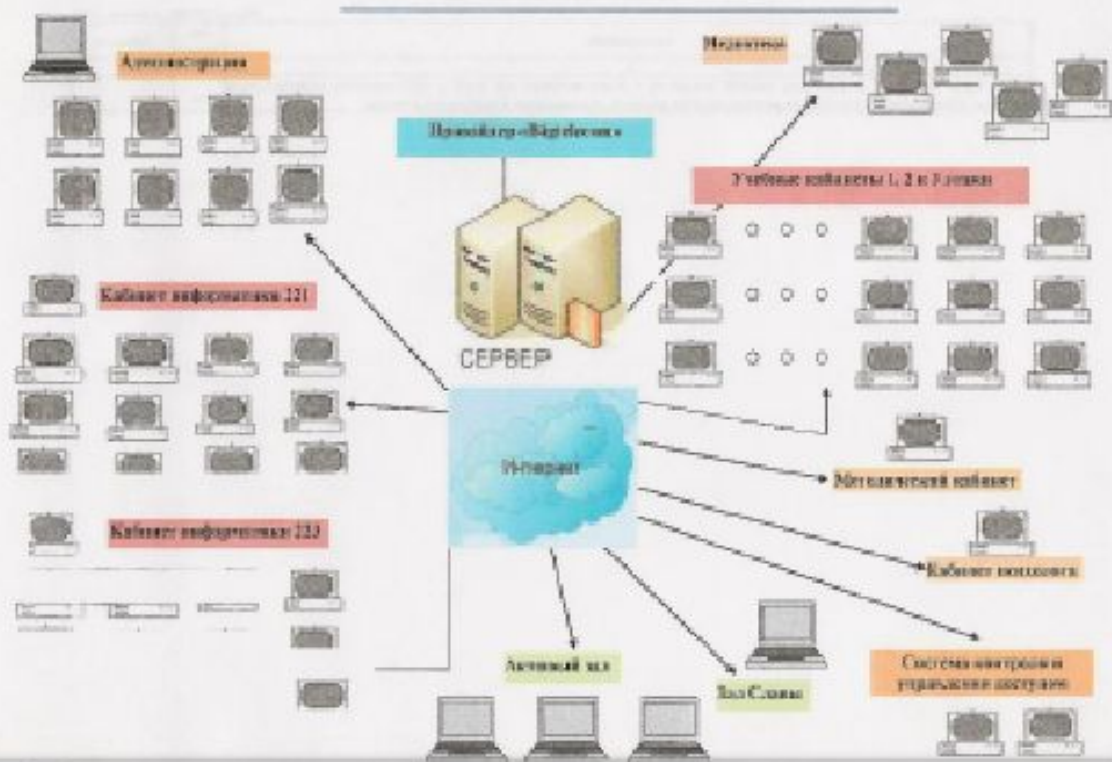 Администрация
Медиатека
Провайдер
Учебные кабинеты 1, 2 и 3 этажи
Кабинет информатики 221
СЕРВЕР
Интернет
Методический кабинет
Кабинет информатики 223
Кабинет психолога
Актовый зал
Зал Славы
Система контроля и
управления доступом